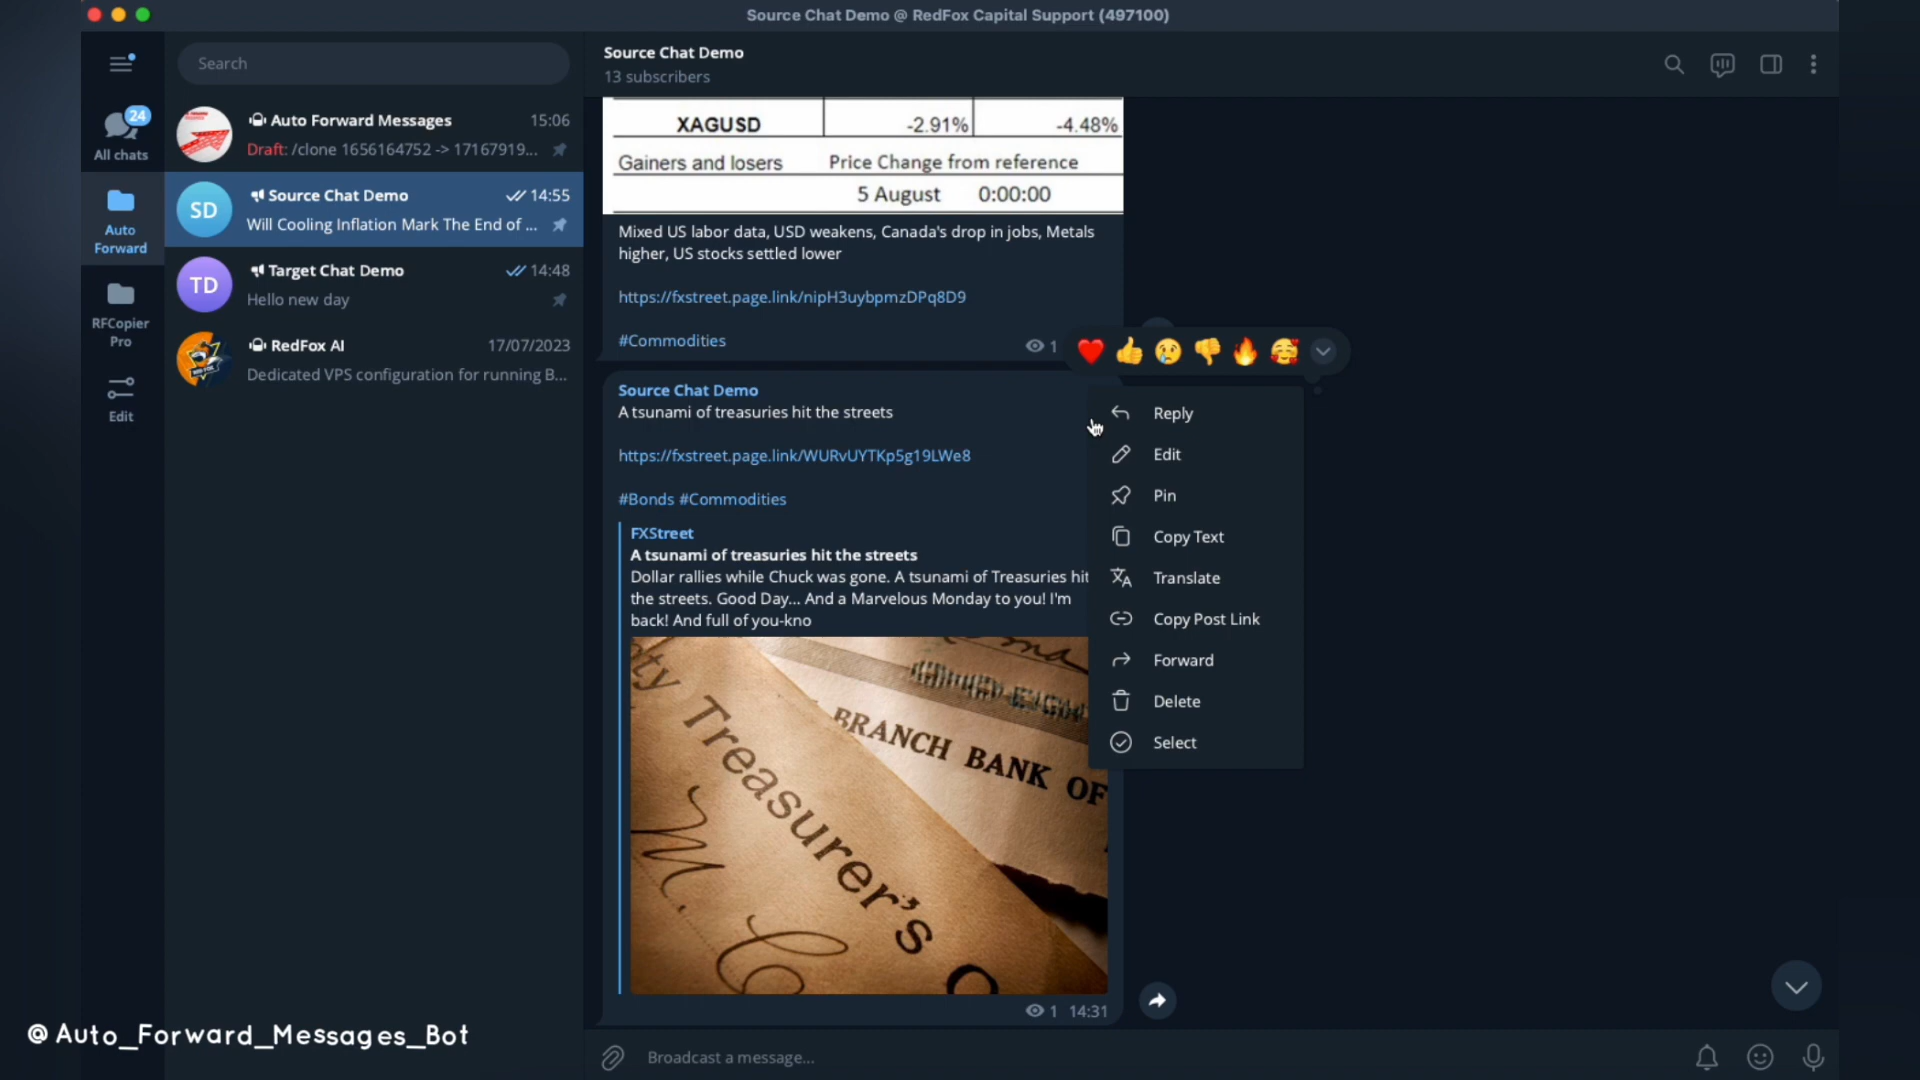 Source Chat Demo @ RedFox Capital Support (497100)
Search
24
All chats
Auto Forward
RFCopier Pro
Edit
Auto Forward Messages 15:06
Draft: /clone 1656164752 -> 17167919...
SD
Source Chat Demo 14:55
Will Cooling Inflation Mark The End of ...
TD
Target Chat Demo 14:48
Hello new day
RedFox AI 17/07/2023
Dedicated VPS configuration for running B...
Source Chat Demo
13 subscribers
XAGUSD -2.91% -4.48%
Gainers and losers Price Change from reference
5 August 0:00:00
Mixed US labor data, USD weakens, Canada's drop in jobs, Metals
higher, US stocks settled lower
https://fxstreet.page.link/nipH3uybpmzDPq8D9
#Commodities
1
Source Chat Demo
A tsunami of treasuries hit the streets
https://fxstreet.page.link/WURvUYTKp5g19LWe8
#Bonds #Commodities
FXStreet
A tsunami of treasuries hit the streets
Dollar rallies while Chuck was gone. A tsunami of Treasuries hit
the streets. Good Day... And a Marvelous Monday to you! I'm
back! And full of you-kno
Treasurer's
BRANCH BANK OF
1 14:31
Reply
Edit
Pin
Copy Text
Translate
Copy Post Link
Forward
Delete
Select
Broadcast a message...
@Auto_Forward_Messages_Bot